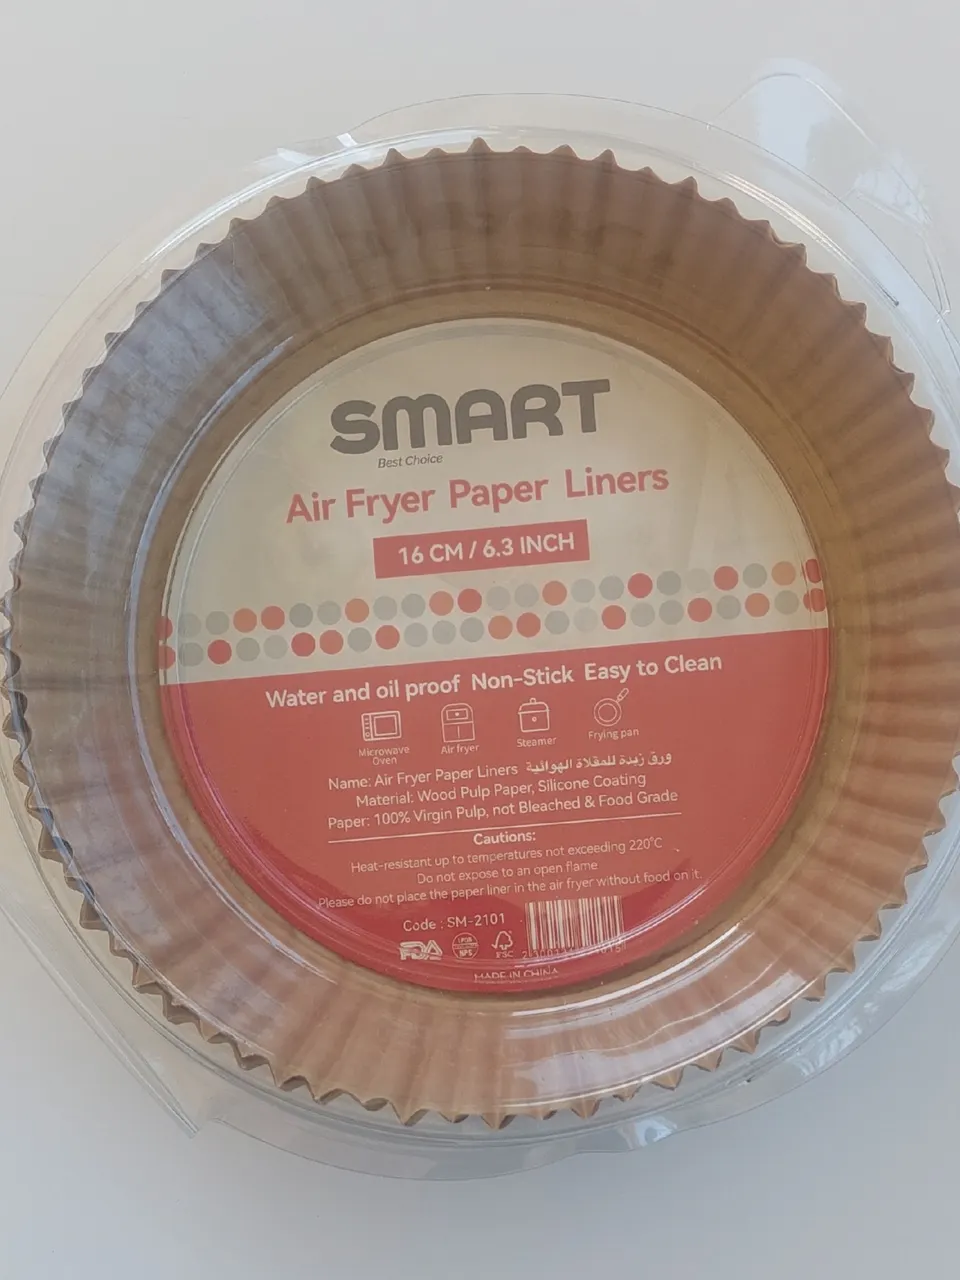 SMART
Best Choice
Air Fryer Paper Liners
16 CM / 6.3 INCH
Water and oil proof Non-Stick Easy to Clean
Microwave Oven
Air fryer
Steamer
Frying pan
Name: Air Fryer Paper Liners ورق زبدة للمقلاة الهوائية
Material: Wood Pulp Paper, Silicone Coating
Paper: 100% Virgin Pulp, not Bleached & Food Grade
Cautions:
Heat-resistant up to temperatures not exceeding 220°C
Do not expose to an open flame
Please do not place the paper liner in the air fryer without food on it.
Code : SM-2101
FDA
FSC
MADE IN CHINA